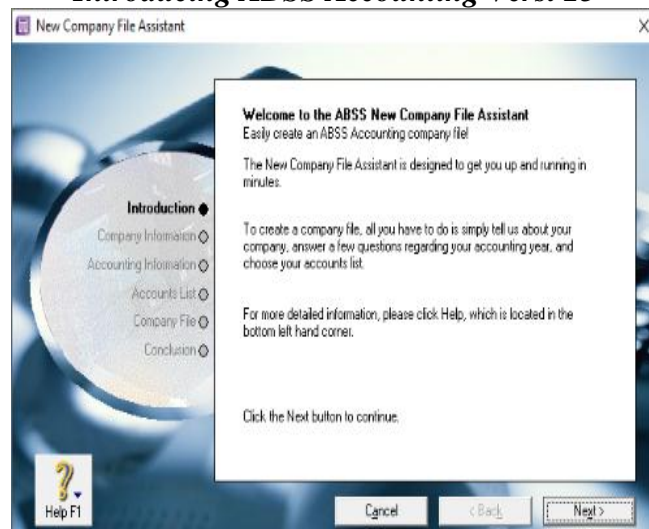 Introducing ABSS Accounting Vers. 25
New Company File Assistant
X
Welcome to the ABSS New Company File Assistant
Easily create an ABSS Accounting company file!
The New Company File Assistant is designed to get you up and running in
minutes.
Introduction
Company Information
Accounting Information
Accounts List
Company File
Conclusion
To create a company file, all you have to do is simply tell us about your
company, answer a few questions regarding your accounting year, and
choose your accounts list.
For more detailed information, please click Help, which is located in the
bottom left hand corner.
Click the Next button to continue.
?
Help F1
Cancel
< Back
Next >